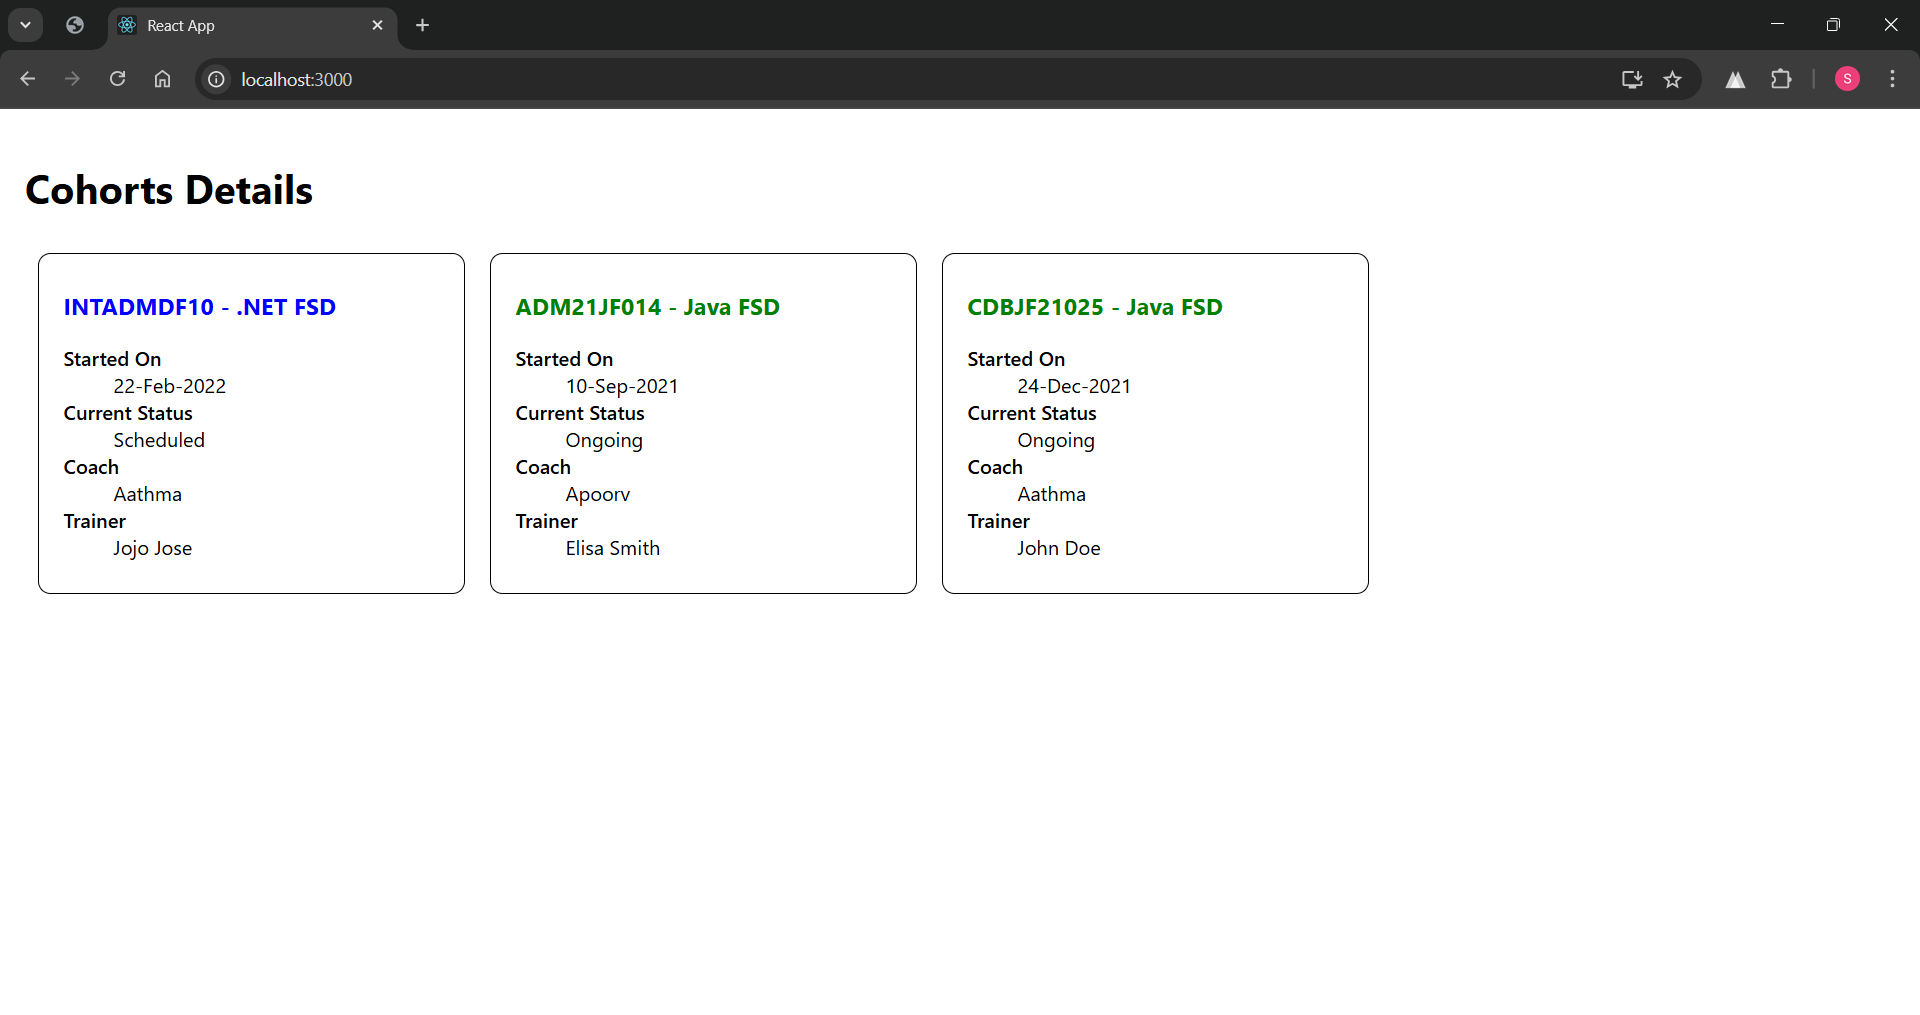 React App
localhost:3000
S
Cohorts Details
INTADMDF10 - .NET FSD
Started On
22-Feb-2022
Current Status
Scheduled
Coach
Aathma
Trainer
Jojo Jose
ADM21JF014 - Java FSD
Started On
10-Sep-2021
Current Status
Ongoing
Coach
Apoorv
Trainer
Elisa Smith
CDBJF21025 - Java FSD
Started On
24-Dec-2021
Current Status
Ongoing
Coach
Aathma
Trainer
John Doe